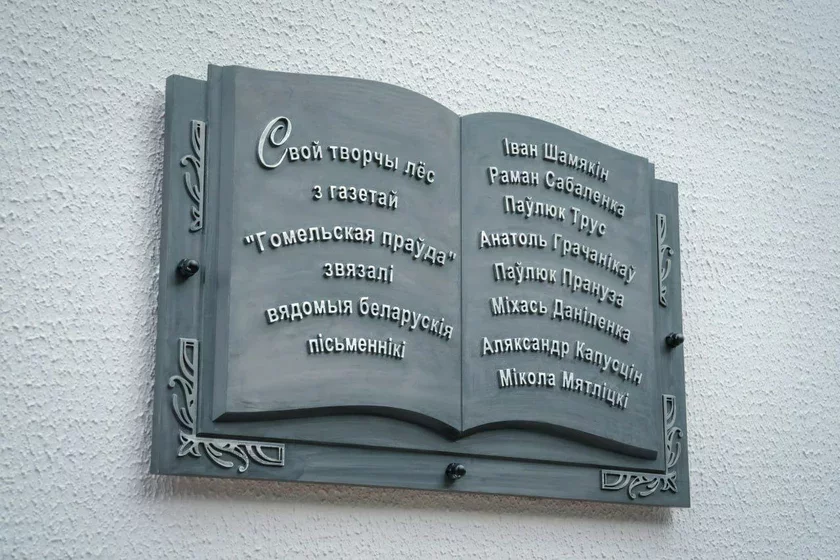 Свой творчы лёс
з газетай
"Гомельская праўда"
звязалі
вядомыя беларускія
пісьменнікі
Іван Шамякін
Раман Сабаленка
Паўлюк Трус
Анатоль Грачанікаў
Паўлюк Прануза
Міхась Даніленка
Аляксандр Капусцін
Мікола Мятліцкі